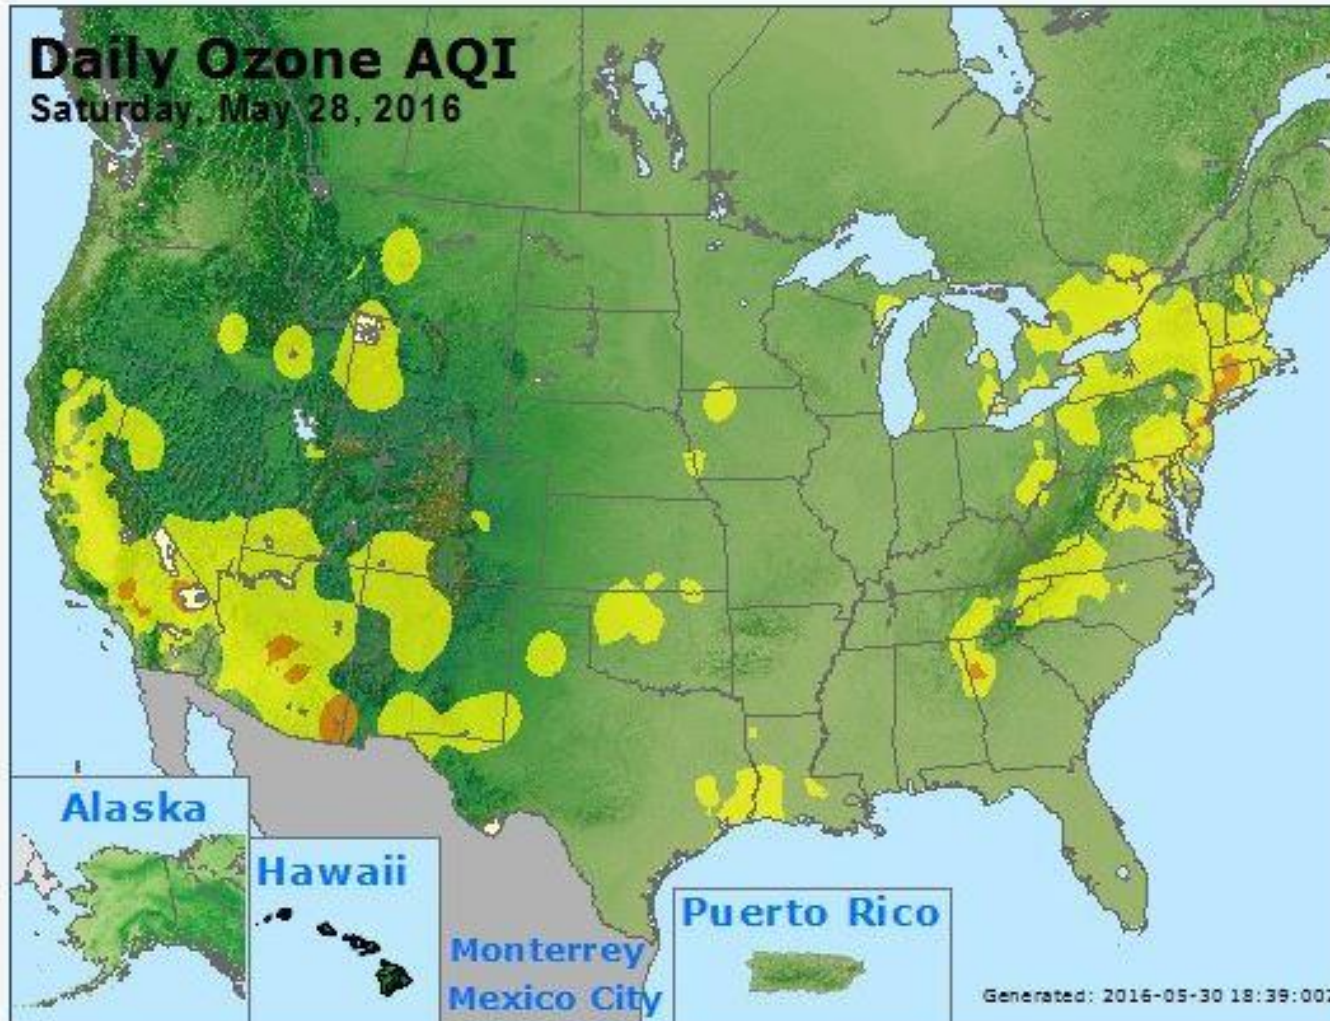 Daily Ozone AQI
Saturday, May 28, 2016
Alaska
Hawaii
Monterrey
Mexico City
Puerto Rico
Generated: 2016-05-30 18:39:00Z